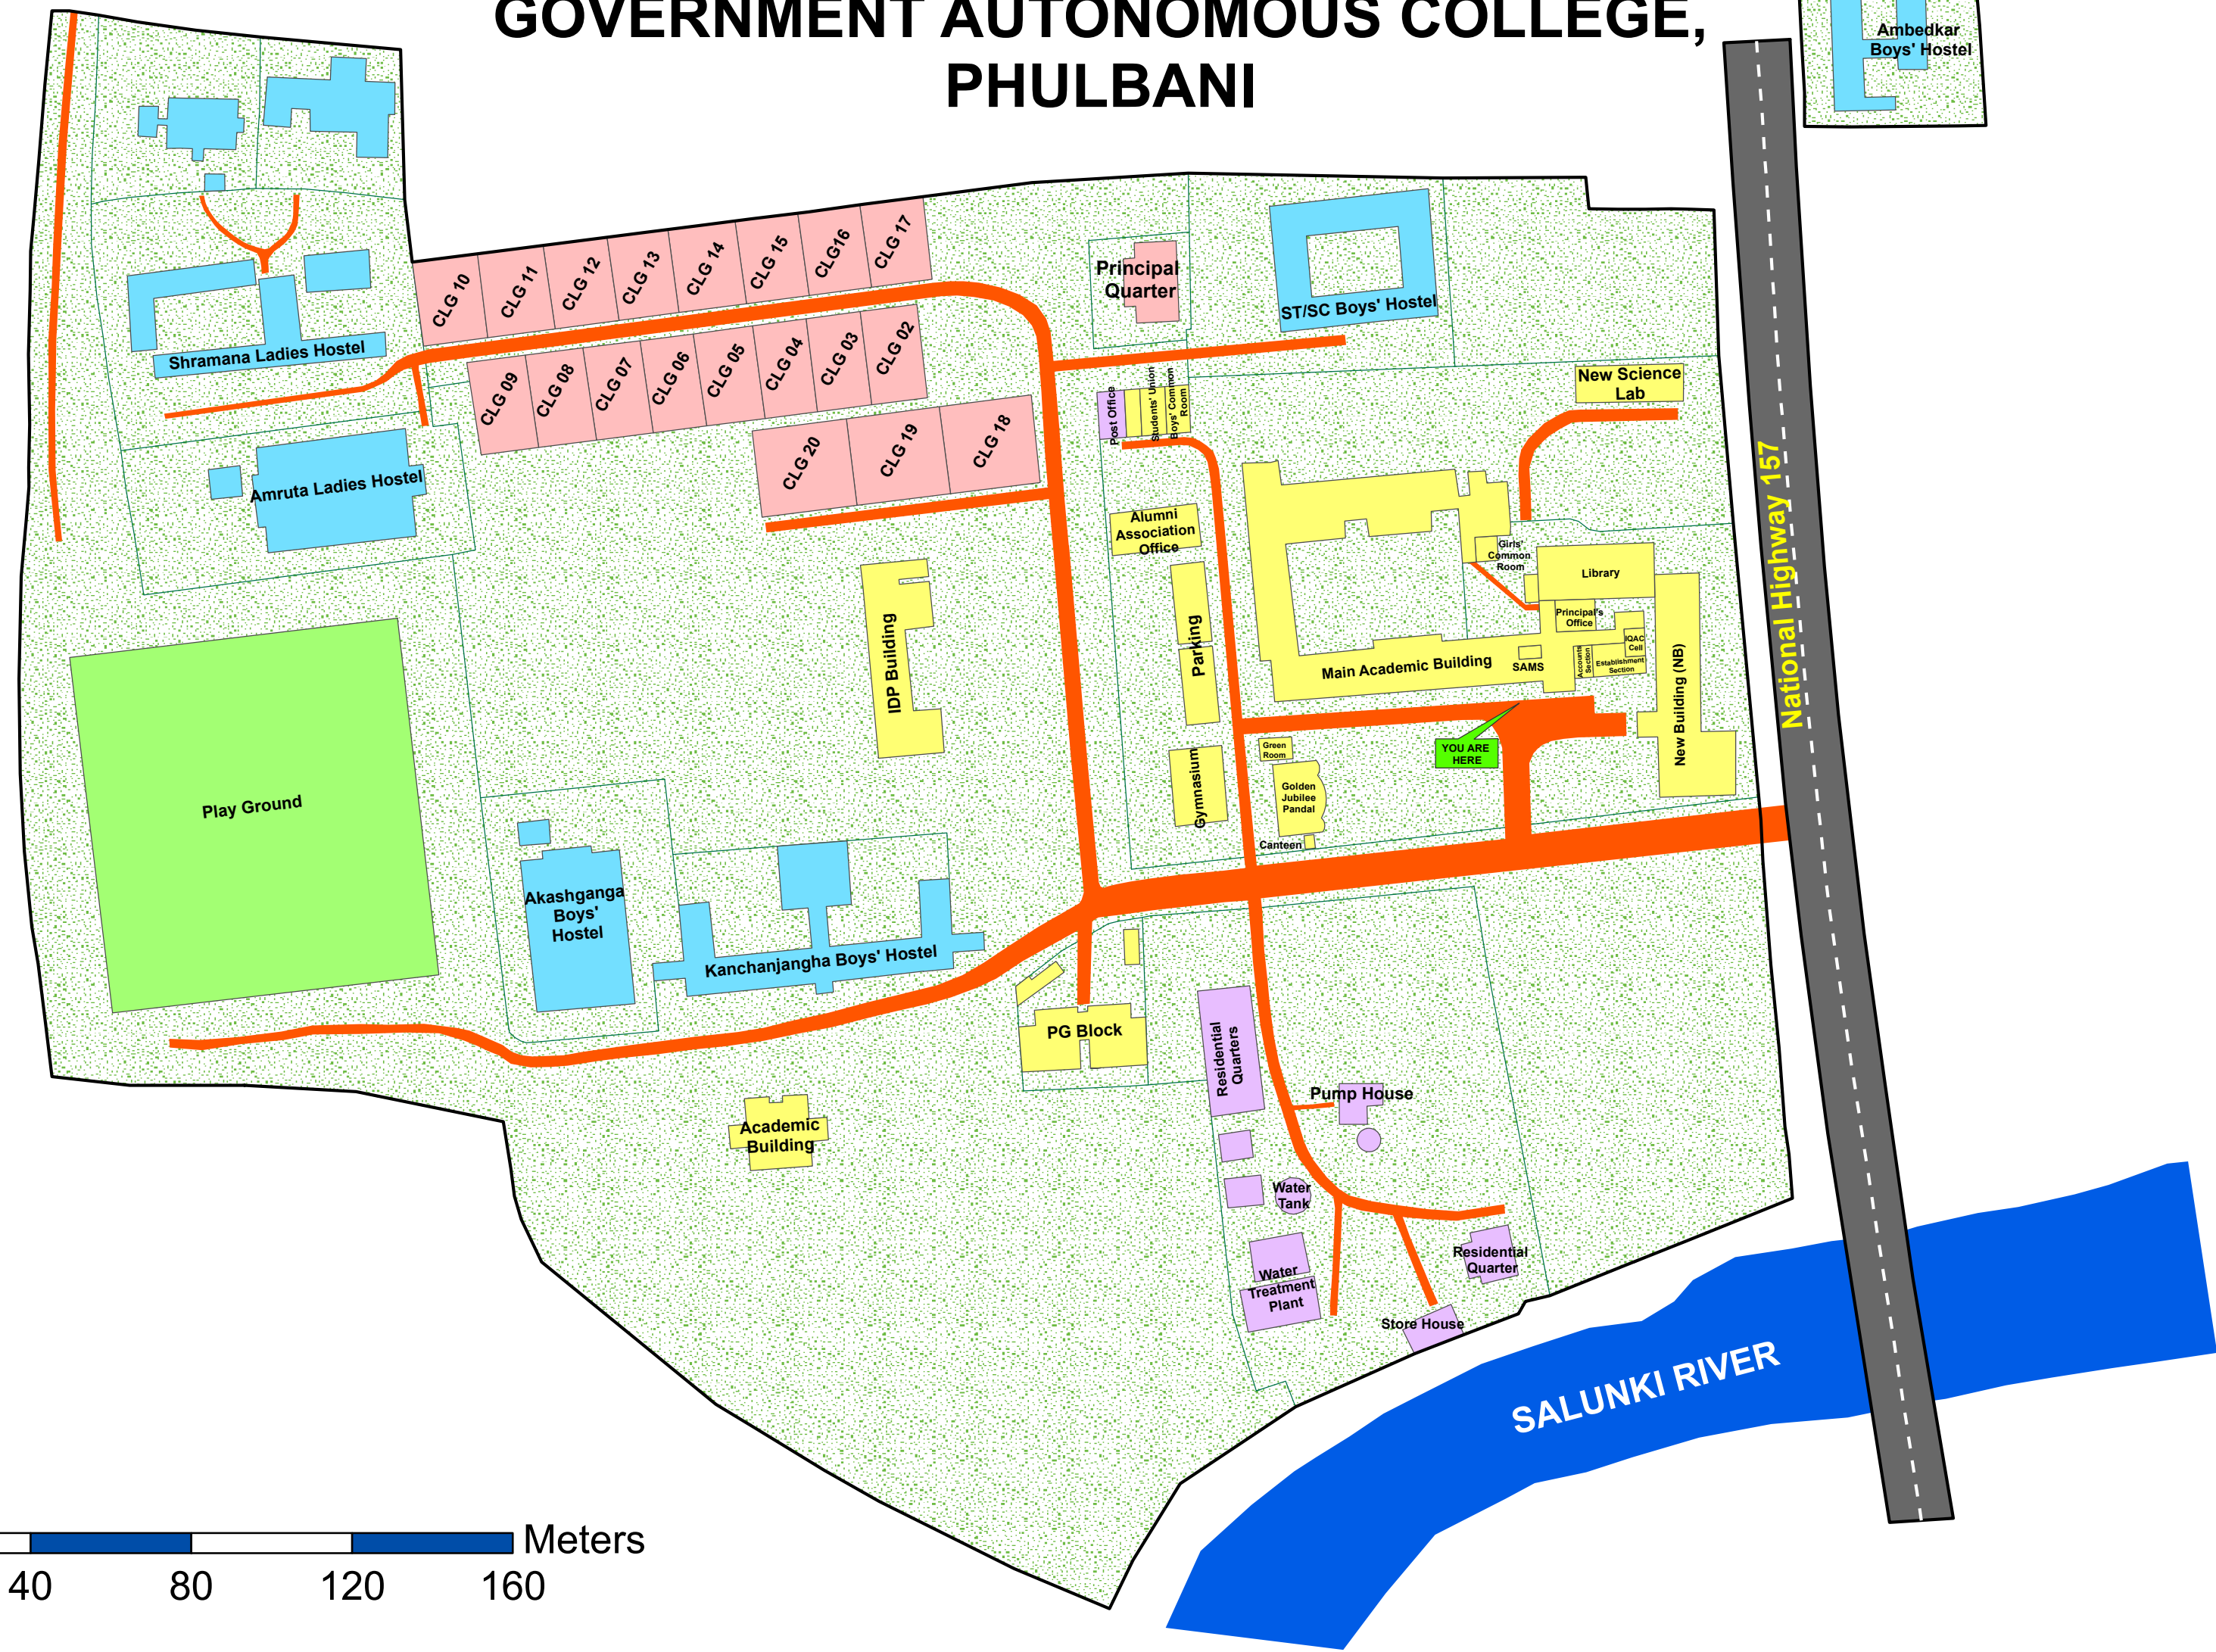 GOVERNMENT AUTONOMOUS COLLEGE,
PHULBANI
Ambedkar
Boys' Hostel
CLG 10
CLG 11
CLG 12
CLG 13
CLG 14
CLG 15
CLG16
CLG 17
Principal
Quarter
ST/SC Boys' Hostel
Shramana Ladies Hostel
CLG 09
CLG 08
CLG 07
CLG 06
CLG 05
CLG 04
CLG 03
CLG 02
Post Office
Students' Union
Boys' Common
Room
New Science
Lab
CLG 20
CLG 19
CLG 18
Amruta Ladies Hostel
Alumni
Association
Office
Girls'
Common
Room
Library
National Highway 157
Principal's
Office
IQAC
Cell
Accounts
Section
Establishment
Section
SAMS
Main Academic Building
IDP Building
Parking
New Building (NB)
YOU ARE
HERE
Green
Room
Golden
Jubilee
Pandal
Gymnasium
Canteen
Play Ground
Akashganga
Boys'
Hostel
Kanchanjangha Boys' Hostel
PG Block
Residential
Quarters
Pump House
Academic
Building
Water
Tank
Residential
Quarter
Water
Treatment
Plant
Store House
SALUNKI RIVER
Meters
40 80 120 160